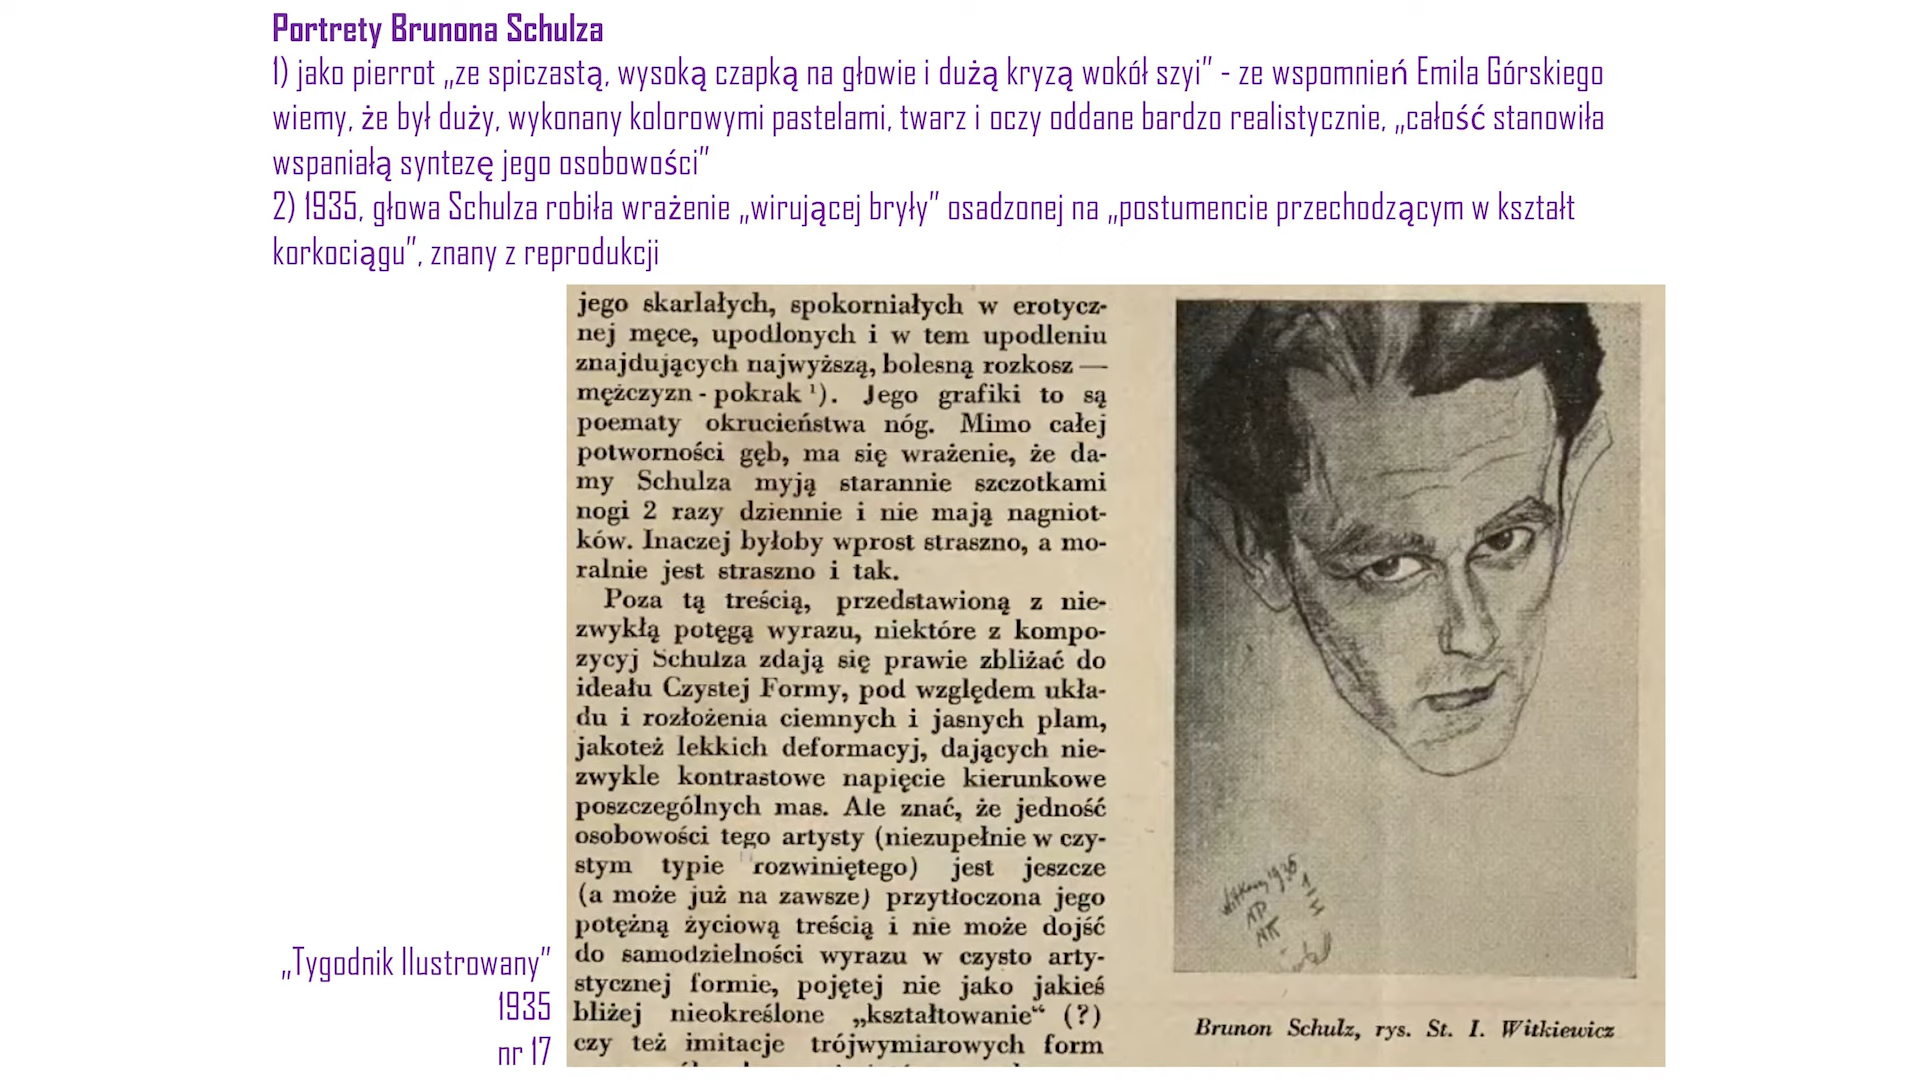 Portrety Brunona Schulza
1) jako pierrot „ze spiczastą, wysoką czapką na głowie i dużą kryzą wokół szyi” - ze wspomnień Emila Górskiego
wiemy, że był duży, wykonany kolorowymi pastelami, twarz i oczy oddane bardzo realistycznie, „całość stanowiła
wspaniałą syntezę jego osobowości”
2) 1935, głowa Schulza robiła wrażenie „wirującej bryły” osadzonej na „postumencie przechodzącym w kształt
korkociągu”, znany z reprodukcji
jego skarlałych, spokorniałych w erotycz-
nej męce, upodlonych i w tem upodleniu
znajdujących najwyższą, bolesną rozkosz —
mężczyzn - pokrak ¹). Jego grafiki to są
poematy okrucieństwa nóg. Mimo całej
potworności gęb, ma się wrażenie, że da-
my Schulza myją starannie szczotkami
nogi 2 razy dziennie i nie mają nagniot-
ków. Inaczej byłoby wprost straszno, a mo-
ralnie jest straszno i tak.
Poza tą treścią, przedstawioną z nie-
zwykłą potęgą wyrazu, niektóre z kompo-
zycyj Schulza zdają się prawie zbliżać do
ideału Czystej Formy, pod względem ukła-
du i rozłożenia ciemnych i jasnych plam,
jakoteż lekkich deformacyj, dających nie-
zwykle kontrastowe napięcie kierunkowe
poszczególnych mas. Ale znać, że jedność
osobowości tego artysty (niezupełnie w czy-
stym typie rozwiniętego) jest jeszcze
(a może już na zawsze) przytłoczona jego
potężną życiową treścią i nie może dojść
do samodzielności wyrazu w czysto arty-
stycznej formie, pojętej nie jako jakieś
bliżej nieokreślone „kształtowanie“ (?)
czy też imitacje trójwymiarowych form
Brunon Schulz, rys. St. I. Witkiewicz
„Tygodnik Ilustrowany”
1935
nr 17